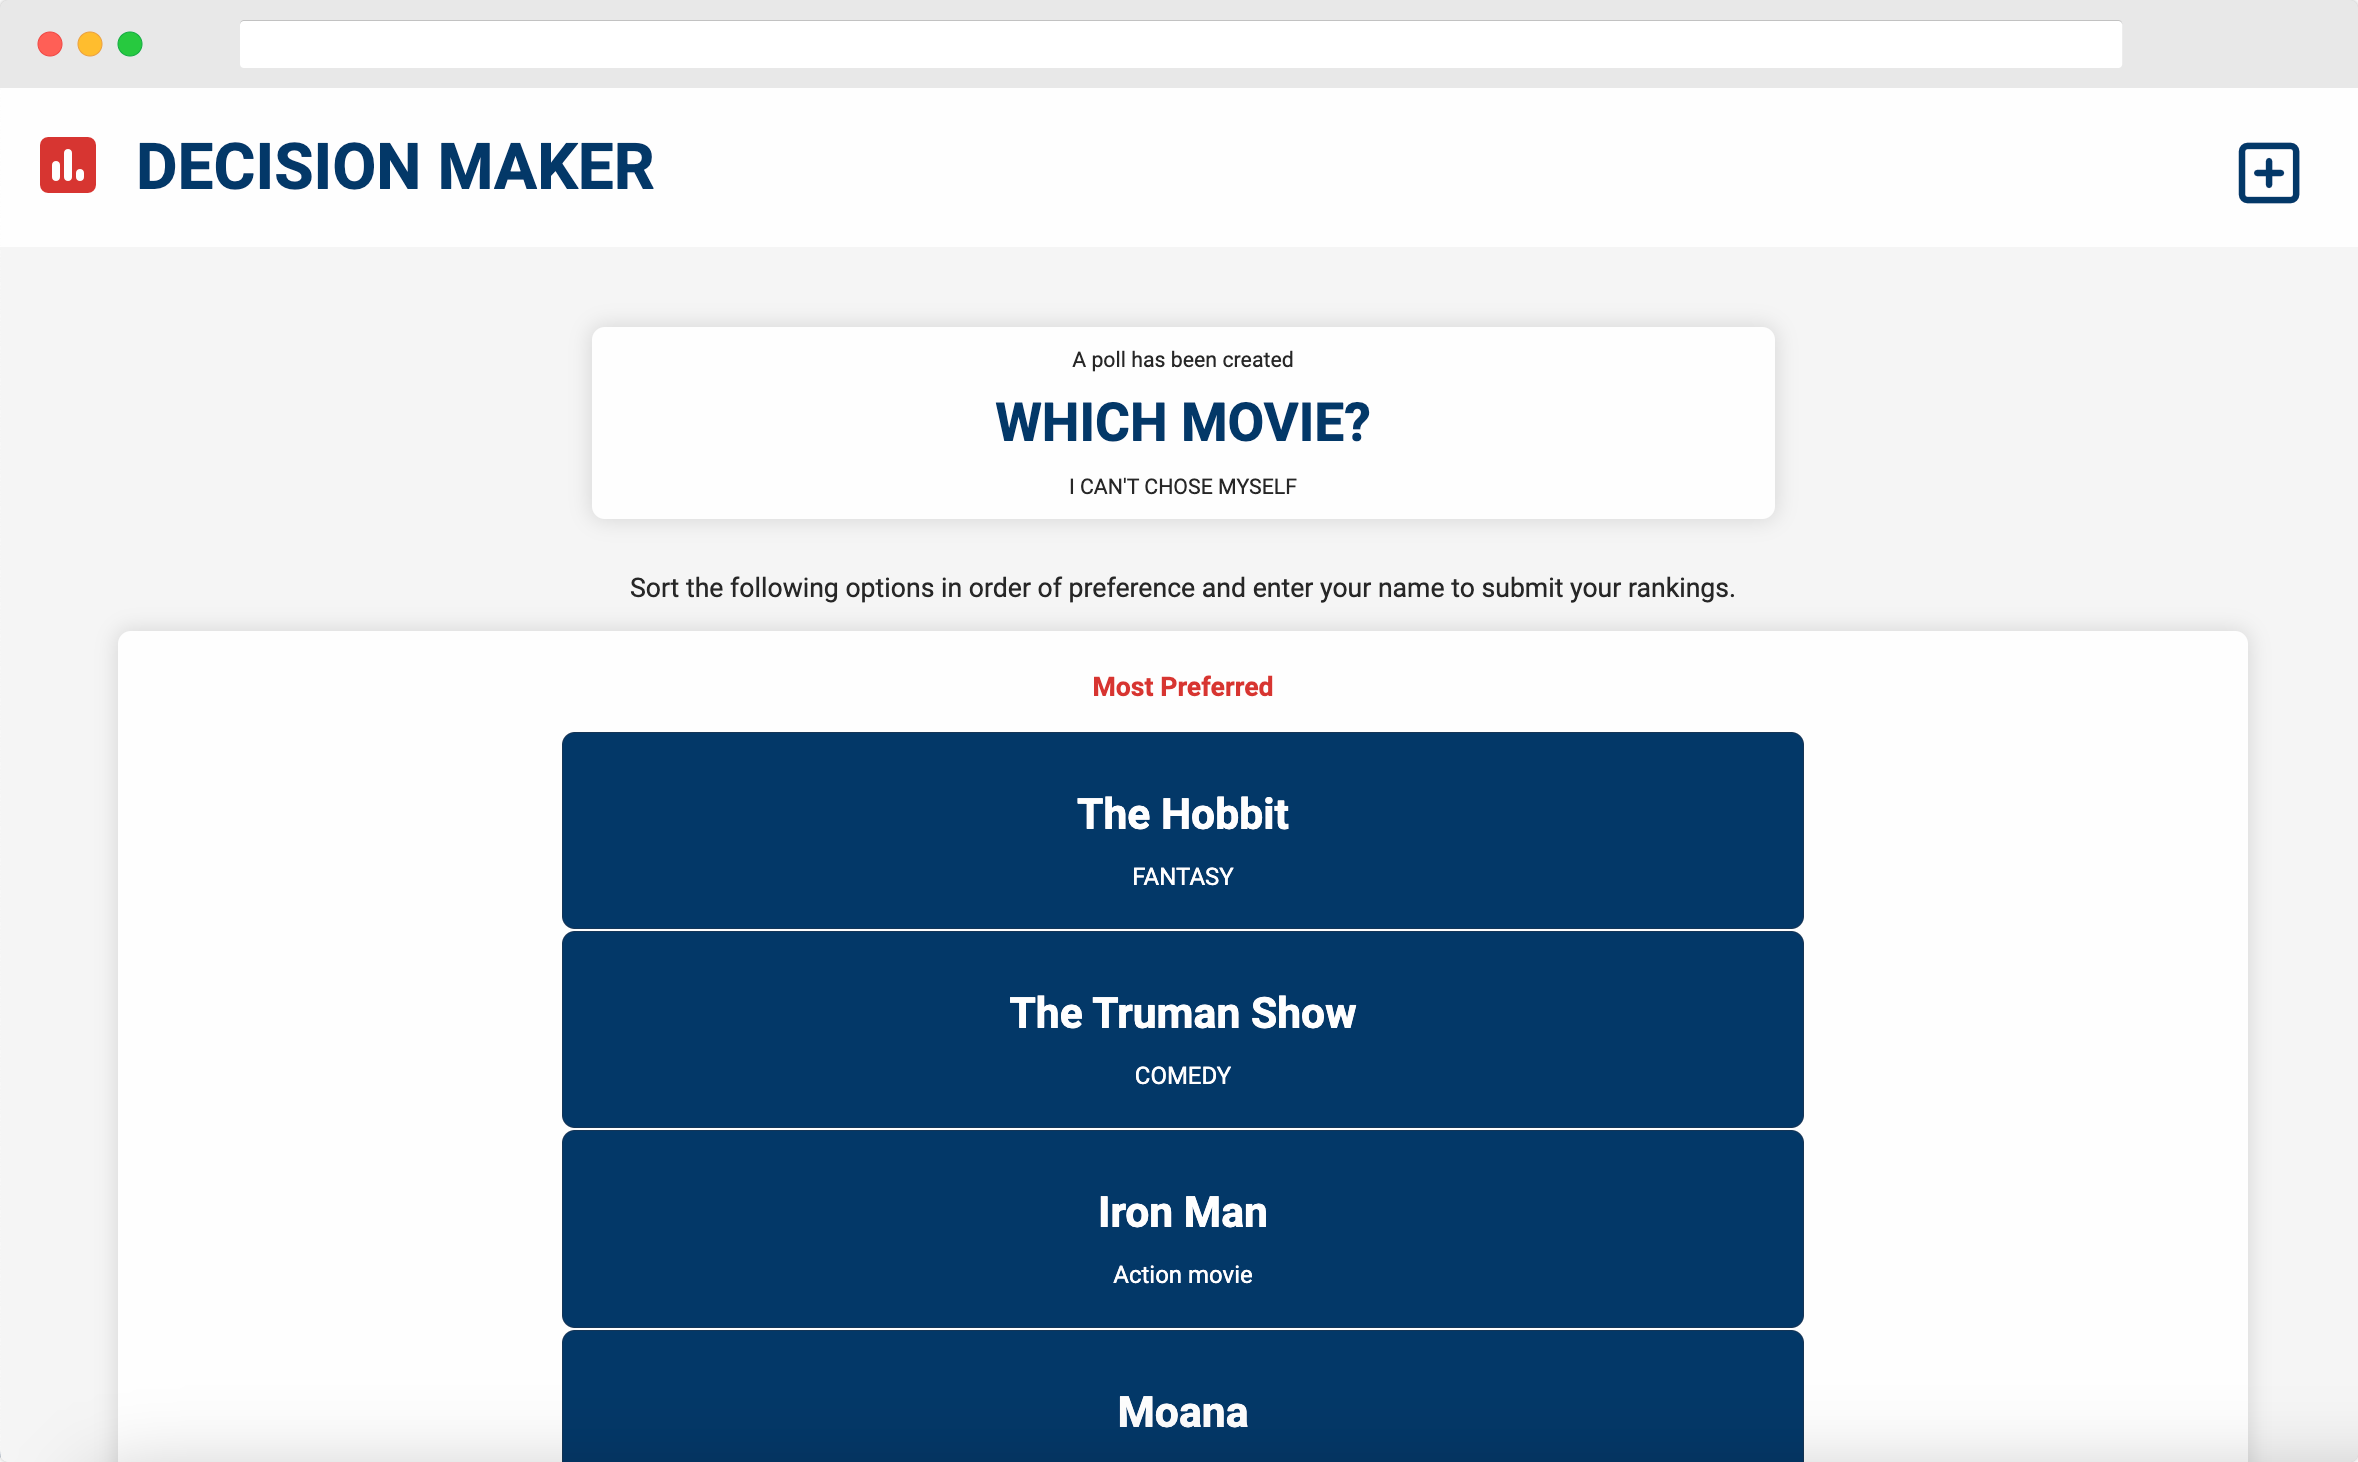 DECISION MAKER
A poll has been created
WHICH MOVIE?
I CAN'T CHOSE MYSELF
Sort the following options in order of preference and enter your name to submit your rankings.
Most Preferred
The Hobbit
FANTASY
The Truman Show
COMEDY
Iron Man
Action movie
Moana